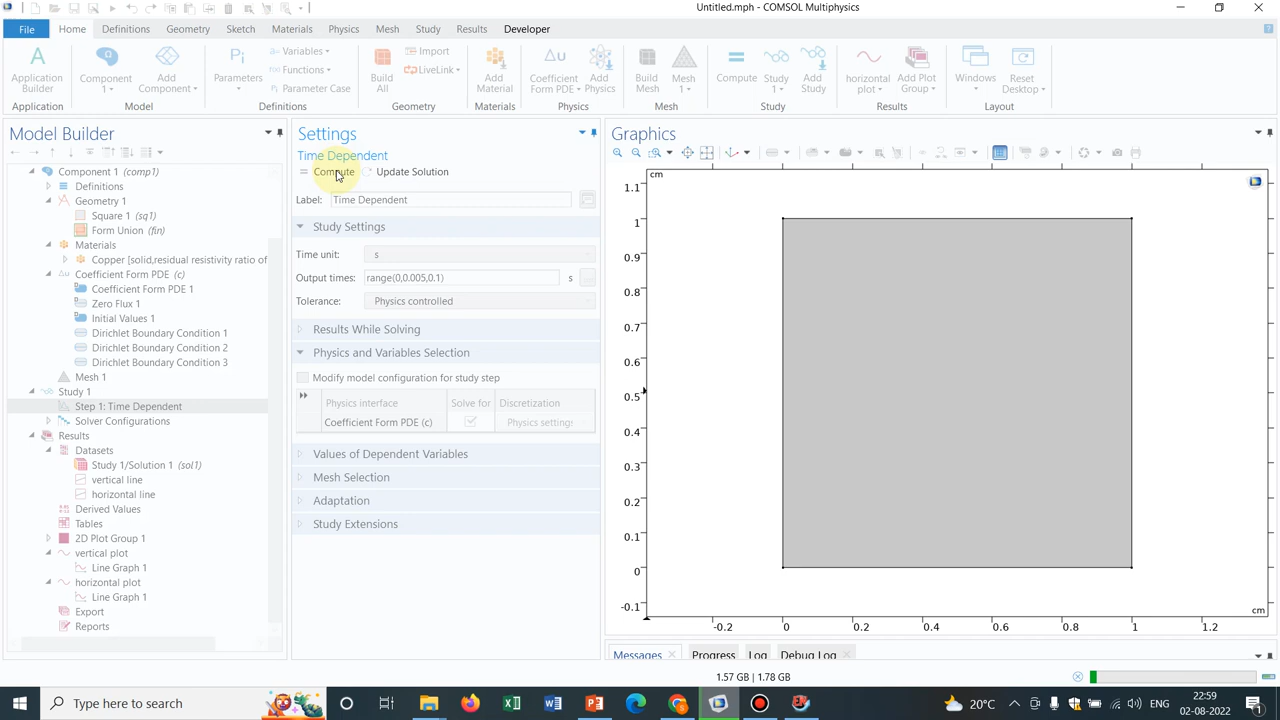 Untitled.mph - COMSOL Multiphysics
File Home Definitions Geometry Sketch Materials Physics Mesh Study Results Developer
Application Builder
Component 1
Add Component
Parameters
Variables
Functions
Parameter Case
Build All
Import
LiveLink
Add Material
Coefficient Form PDE
Add Physics
Build Mesh
Mesh 1
Compute
Study 1
Add Study
horizontal plot
Add Plot Group
Windows
Reset Desktop
Application Model Definitions Geometry Materials Physics Mesh Study Results Layout
Model Builder
Component 1 (comp1)
Definitions
Geometry 1
Square 1 (sq1)
Form Union (fin)
Materials
Copper [solid,residual resistivity ratio of
Coefficient Form PDE (c)
Coefficient Form PDE 1
Zero Flux 1
Initial Values 1
Dirichlet Boundary Condition 1
Dirichlet Boundary Condition 2
Dirichlet Boundary Condition 3
Mesh 1
Study 1
Step 1: Time Dependent
Solver Configurations
Results
Datasets
Study 1/Solution 1 (sol1)
vertical line
horizontal line
Derived Values
Tables
2D Plot Group 1
vertical plot
Line Graph 1
horizontal plot
Line Graph 1
Export
Reports
Settings
Time Dependent
Compute Update Solution
Label: Time Dependent
Study Settings
Time unit: s
Output times: range(0,0.005,0.1) s
Tolerance: Physics controlled
Results While Solving
Physics and Variables Selection
Modify model configuration for study step
Physics interface Solve for Discretization
Coefficient Form PDE (c) Physics settings
Values of Dependent Variables
Mesh Selection
Adaptation
Study Extensions
Graphics
cm
1.1
1
0.9
0.8
0.7
0.6
0.5
0.4
0.3
0.2
0.1
0
-0.1
cm
-0.2 0 0.2 0.4 0.6 0.8 1 1.2
Messages Progress Log Debug Log
1.57 GB | 1.78 GB
Type here to search
20°C
ENG
22:59
02-08-2022